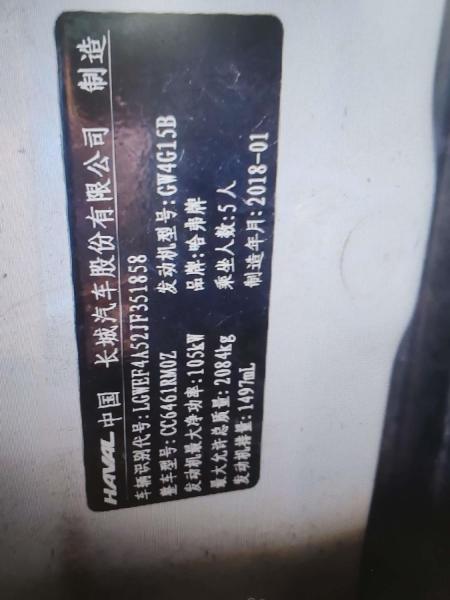 HAVAL 中国 长城汽车股份有限公司 制造
车辆识别代号:LGWEF4A52JF351858
整车型号:CC6461RM0Z 发动机型号:GW4G15B
发动机最大净功率:105kW 品牌:哈弗牌
最大允许总质量:2084kg 乘坐人数:5人
发动机排量:1497mL 制造年月:2018-01